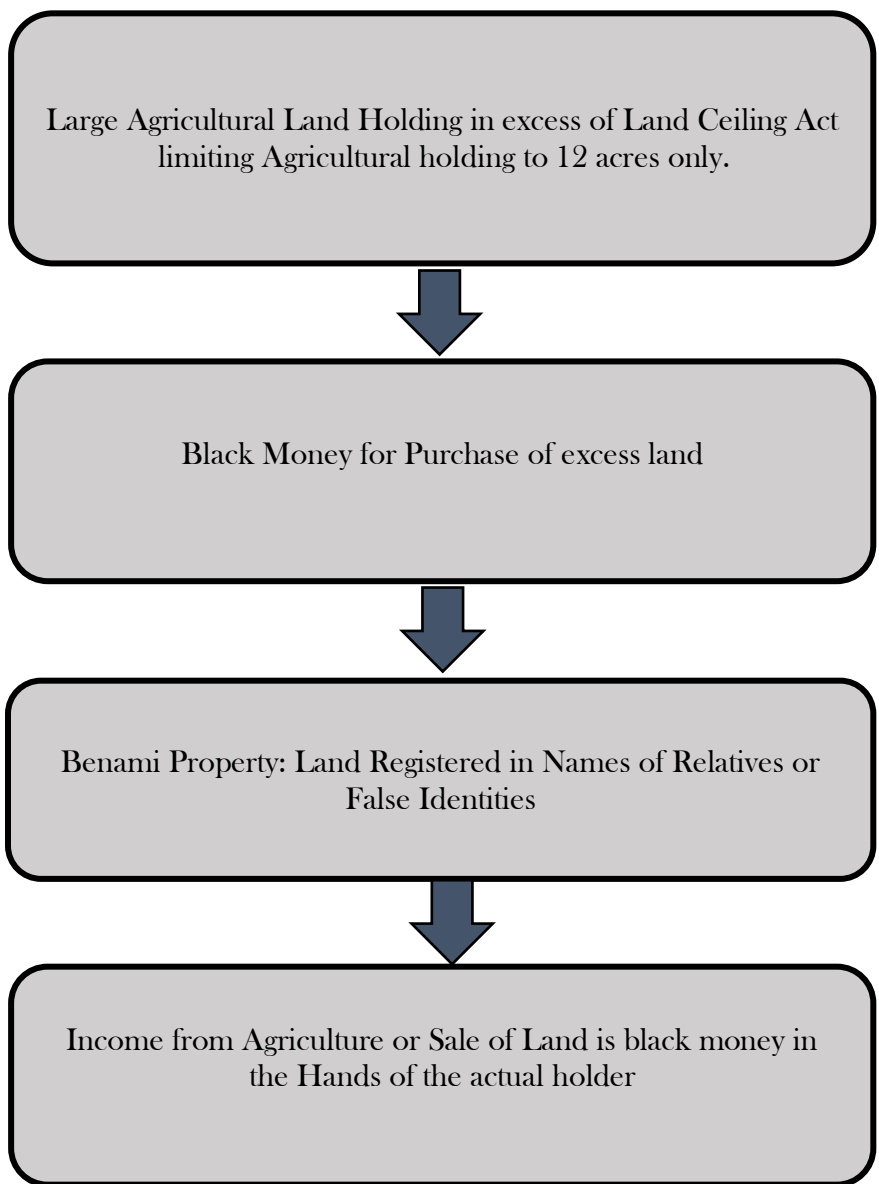 Large Agricultural Land Holding in excess of Land Ceiling Act
limiting Agricultural holding to 12 acres only.
Black Money for Purchase of excess land
Benami Property: Land Registered in Names of Relatives or
False Identities
Income from Agriculture or Sale of Land is black money in
the Hands of the actual holder